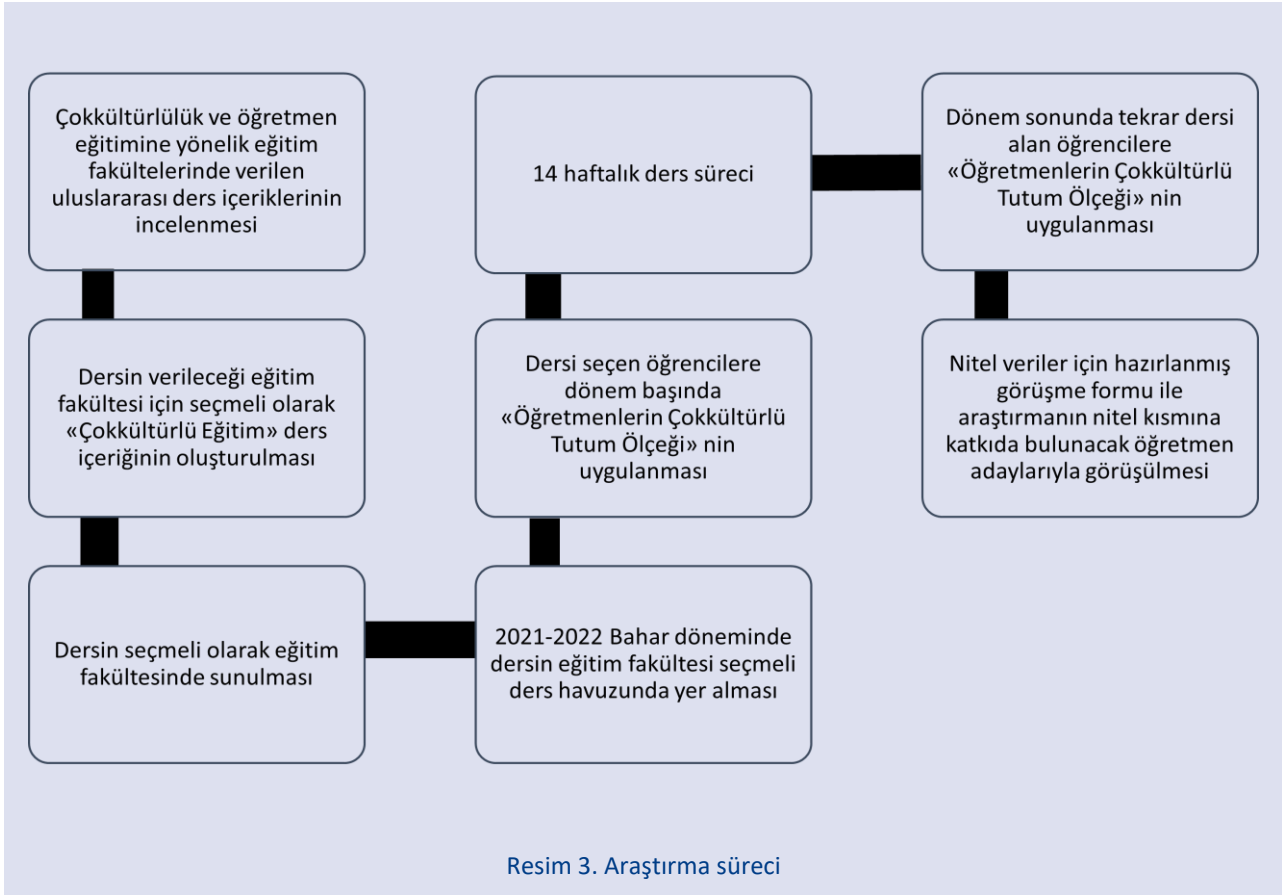 Çokkültürlülük ve öğretmen
eğitimine yönelik eğitim
fakültelerinde verilen
uluslararası ders içeriklerinin
incelenmesi
Dersin verileceği eğitim
fakültesi için seçmeli olarak
«Çokkültürlü Eğitim» ders
içeriğinin oluşturulması
Dersin seçmeli olarak eğitim
fakültesinde sunulması
2021-2022 Bahar döneminde
dersin eğitim fakültesi seçmeli
ders havuzunda yer alması
Dersi seçen öğrencilere
dönem başında
«Öğretmenlerin Çokkültürlü
Tutum Ölçeği» nin
uygulanması
14 haftalık ders süreci
Dönem sonunda tekrar dersi
alan öğrencilere
«Öğretmenlerin Çokkültürlü
Tutum Ölçeği» nin
uygulanması
Nitel veriler için hazırlanmış
görüşme formu ile
araştırmanın nitel kısmına
katkıda bulunacak öğretmen
adaylarıyla görüşülmesi
Resim 3. Araştırma süreci